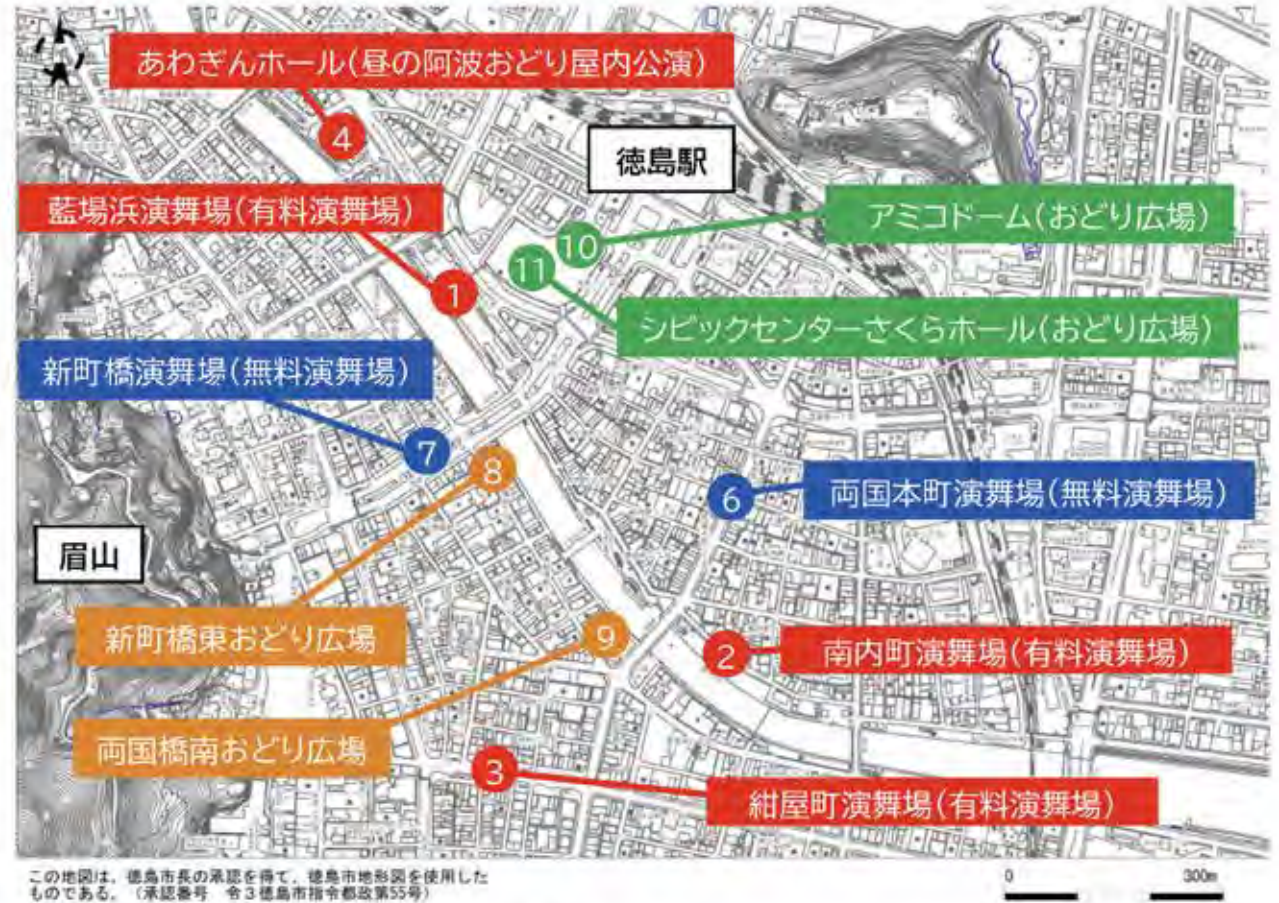 あわぎんホール(昼の阿波おどり屋内公演)
4
徳島駅
藍場浜演舞場(有料演舞場)
アミコドーム(おどり広場)
10
11
1
シビックセンターさくらホール(おどり広場)
新町橋演舞場(無料演舞場)
7
8
6
両国本町演舞場(無料演舞場)
眉山
新町橋東おどり広場
9
2
南内町演舞場(有料演舞場)
両国橋南おどり広場
3
紺屋町演舞場(有料演舞場)
この地図は、徳島市長の承認を得て、徳島市地形図を使用した
ものである。（承認番号 令3徳島市指令都政第55号）
0 300m